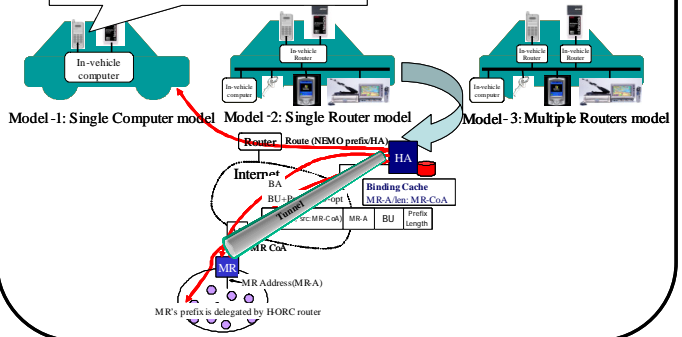 In-vehicle
computer
In-vehicle
Router
In-vehicle
computer
In-vehicle
Router
In-vehicle
Router
In-vehicle
computer
Model -1: Single Computer model
Model -2: Single Router model
Model- 3: Multiple Routers model
Router
Route (NEMO prefix/HA)
HA
Internet
BA
Binding Cache
MR-A/len: MR-CoA
-opt
Tunnel
src:MR-CoA)
MR-A
BU
Prefix
Length
MR CoA
MR
MR Address(MR-A)
MR's prefix is delegated by HORC router